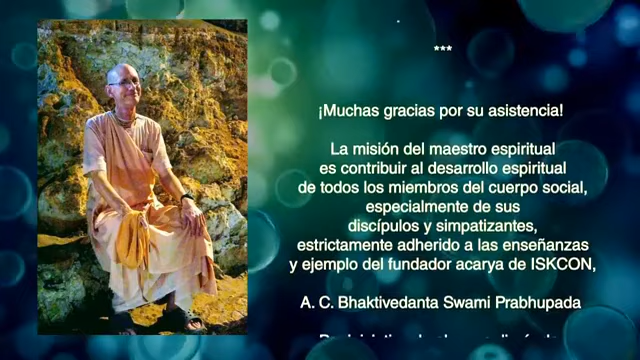 ***
¡Muchas gracias por su asistencia!
La misión del maestro espiritual
es contribuir al desarrollo espiritual
de todos los miembros del cuerpo social,
especialmente de sus
discípulos y simpatizantes,
estrictamente adherido a las enseñanzas
y ejemplo del fundador acarya de ISKCON,
A. C. Bhaktivedanta Swami Prabhupada